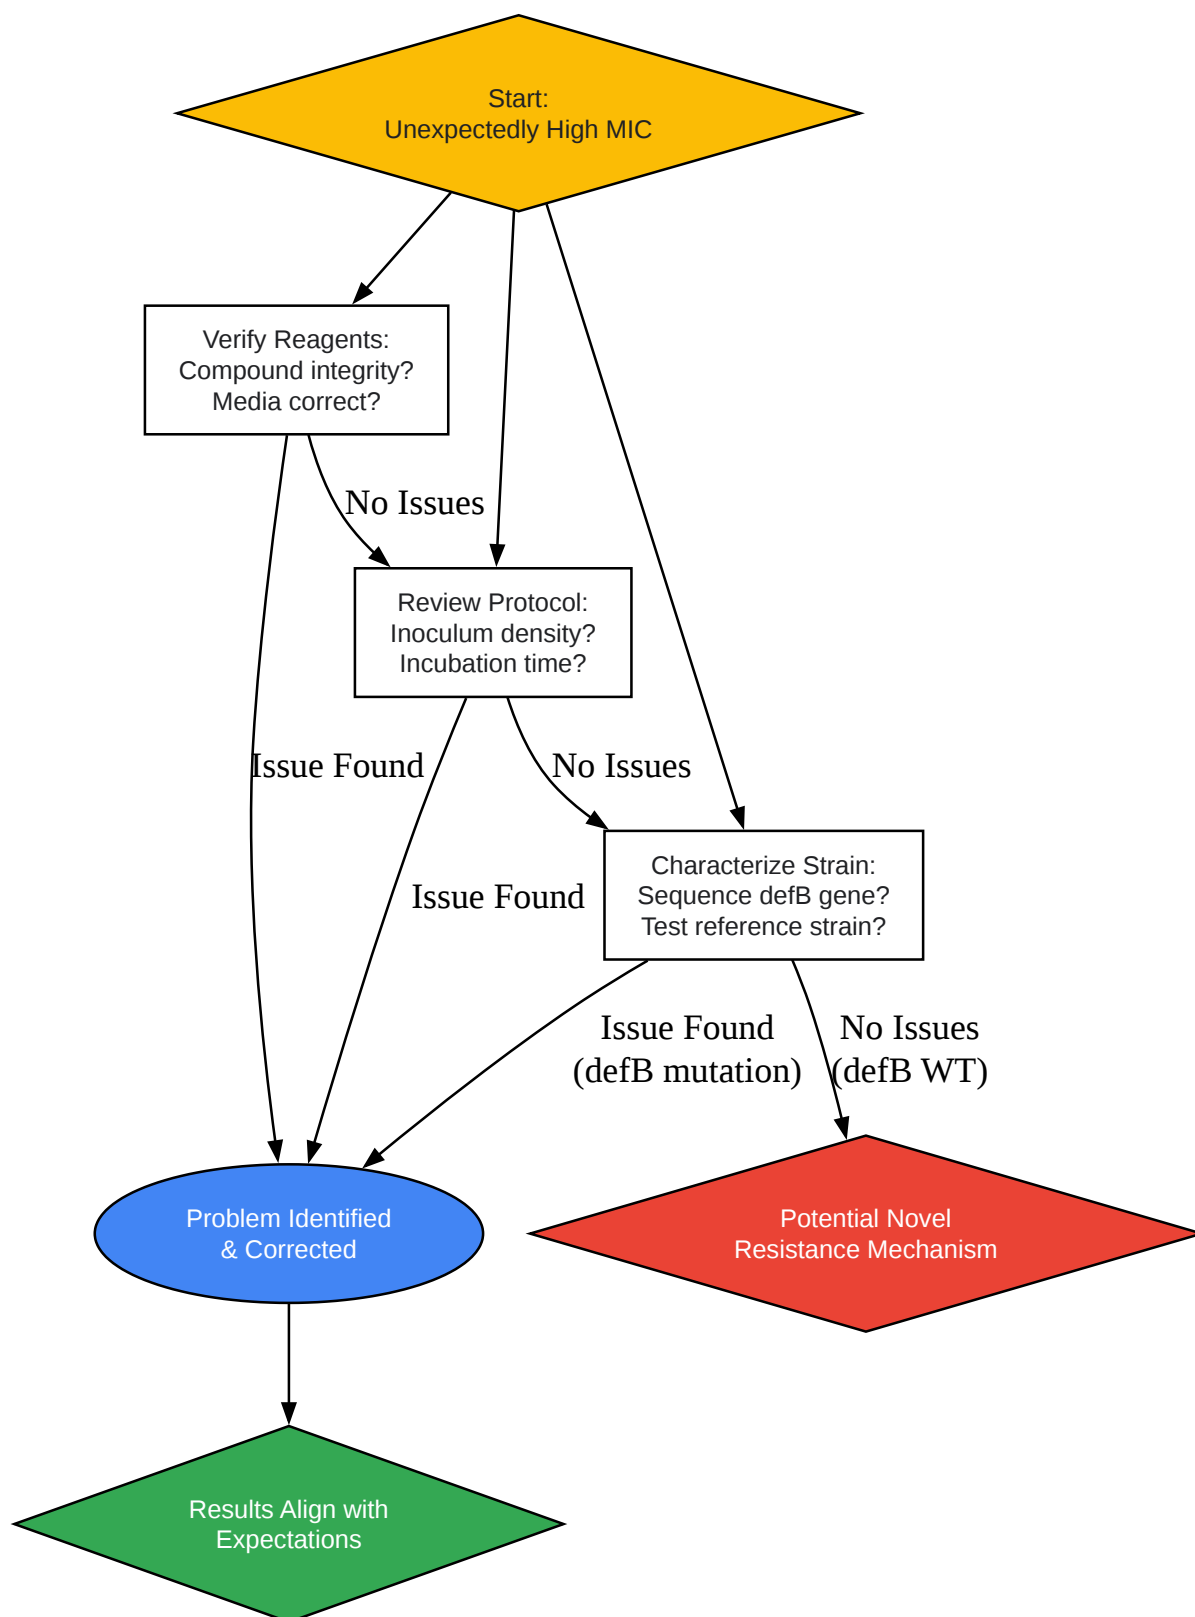 Start:
Unexpectedly High MIC
Verify Reagents:
Compound integrity?
Media correct?
No Issues
Review Protocol:
Inoculum density?
Incubation time?
Issue Found
No Issues
Characterize Strain:
Sequence defB gene?
Test reference strain?
Issue Found
Issue Found
(defB mutation)
No Issues
(defB WT)
Problem Identified
& Corrected
Potential Novel
Resistance Mechanism
Results Align with
Expectations